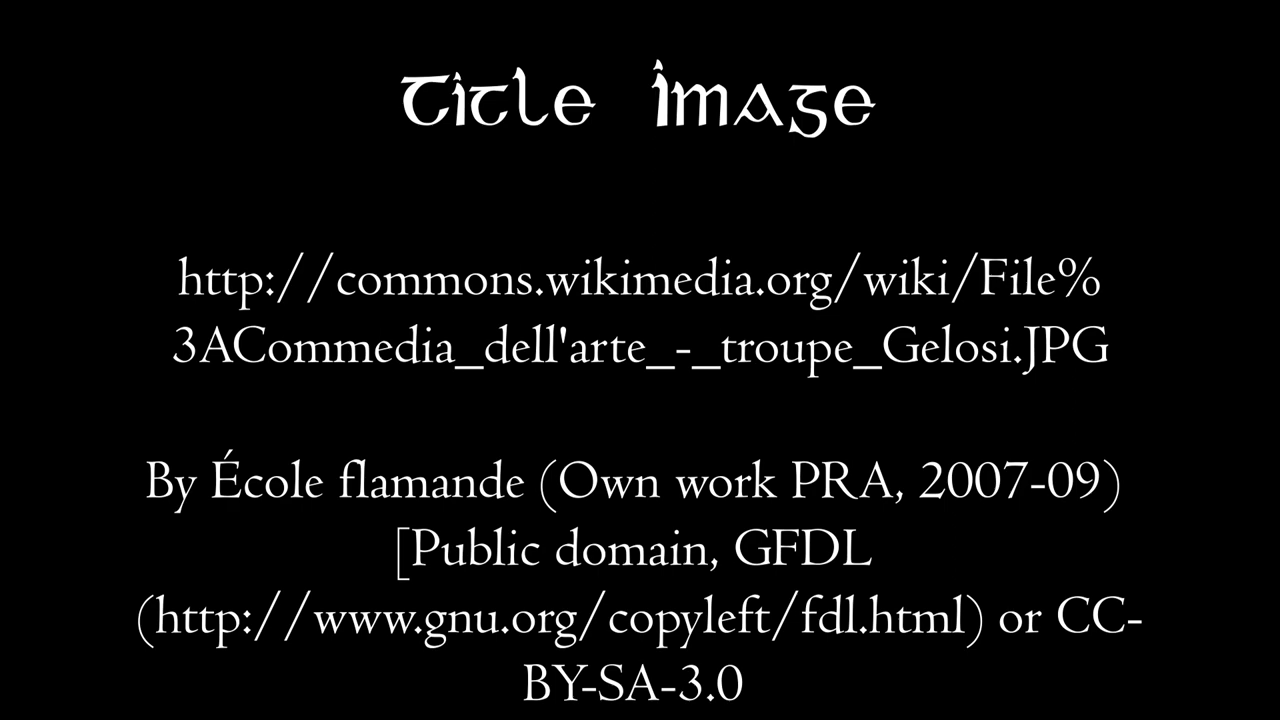 Title Image
http://commons.wikimedia.org/wiki/File%
3ACommedia_dell'arte_-_troupe_Gelosi.JPG
By École flamande (Own work PRA, 2007-09)
[Public domain, GFDL
(http://www.gnu.org/copyleft/fdl.html) or CC-
BY-SA-3.0